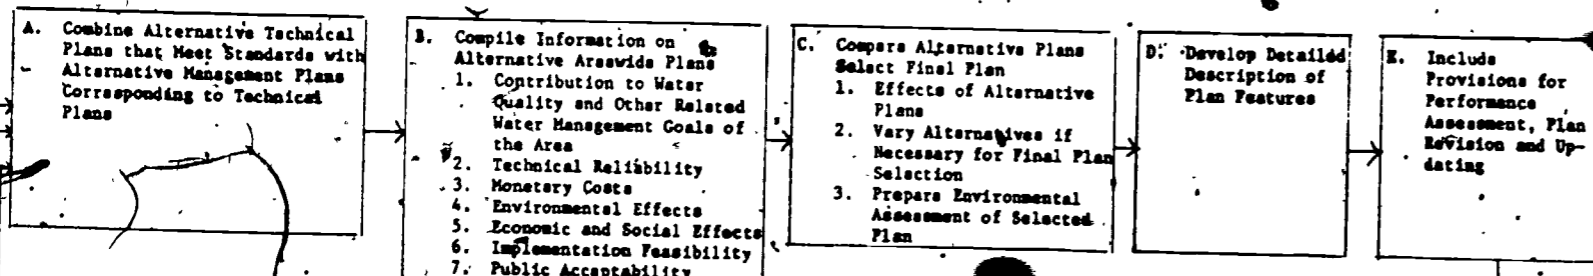 A. Combine Alternative Technical
Plans that Meet Standards with
Alternative Management Plans
Corresponding to Technical
Plans
B. Compile Information on
Alternative Areawide Plans
1. Contribution to Water
Quality and Other Related
Water Management Goals of
the Area
2. Technical Reliability
3. Monetary Costs
4. Environmental Effects
5. Economic and Social Effects
6. Implementation Feasibility
7. Public Acceptability
C. Compare Alternative Plans
Select Final Plan
1. Effects of Alternative
Plans
2. Vary Alternatives if
Necessary for Final Plan
Selection
3. Prepare Environmental
Assessment of Selected
Plan
D. Develop Detailed
Description of
Plan Features
E. Include
Provisions for
Performance
Assessment, Plan
Revision and Up-
dating